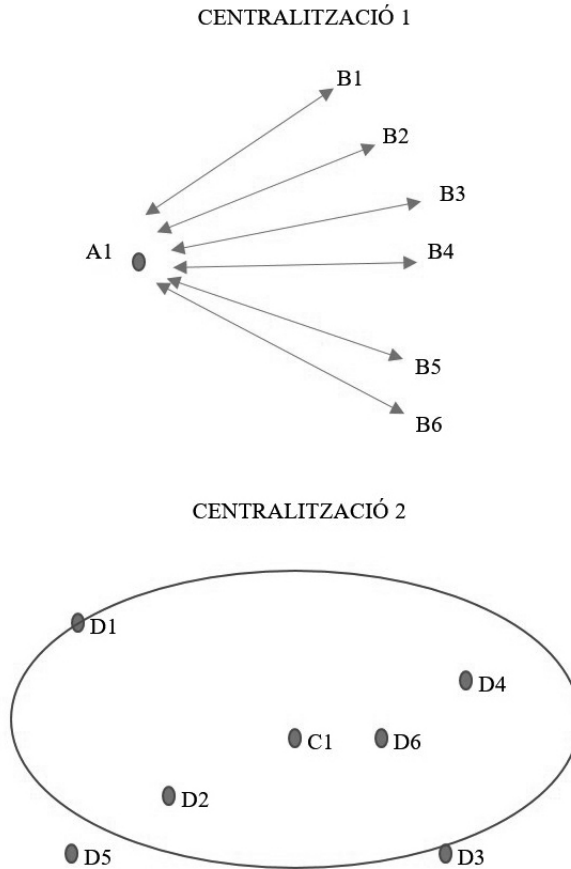 CENTRALITZACIÓ 1
B1
B2
B3
A1
B4
B5
B6
CENTRALITZACIÓ 2
D1
D4
C1
D6
D2
D5
D3